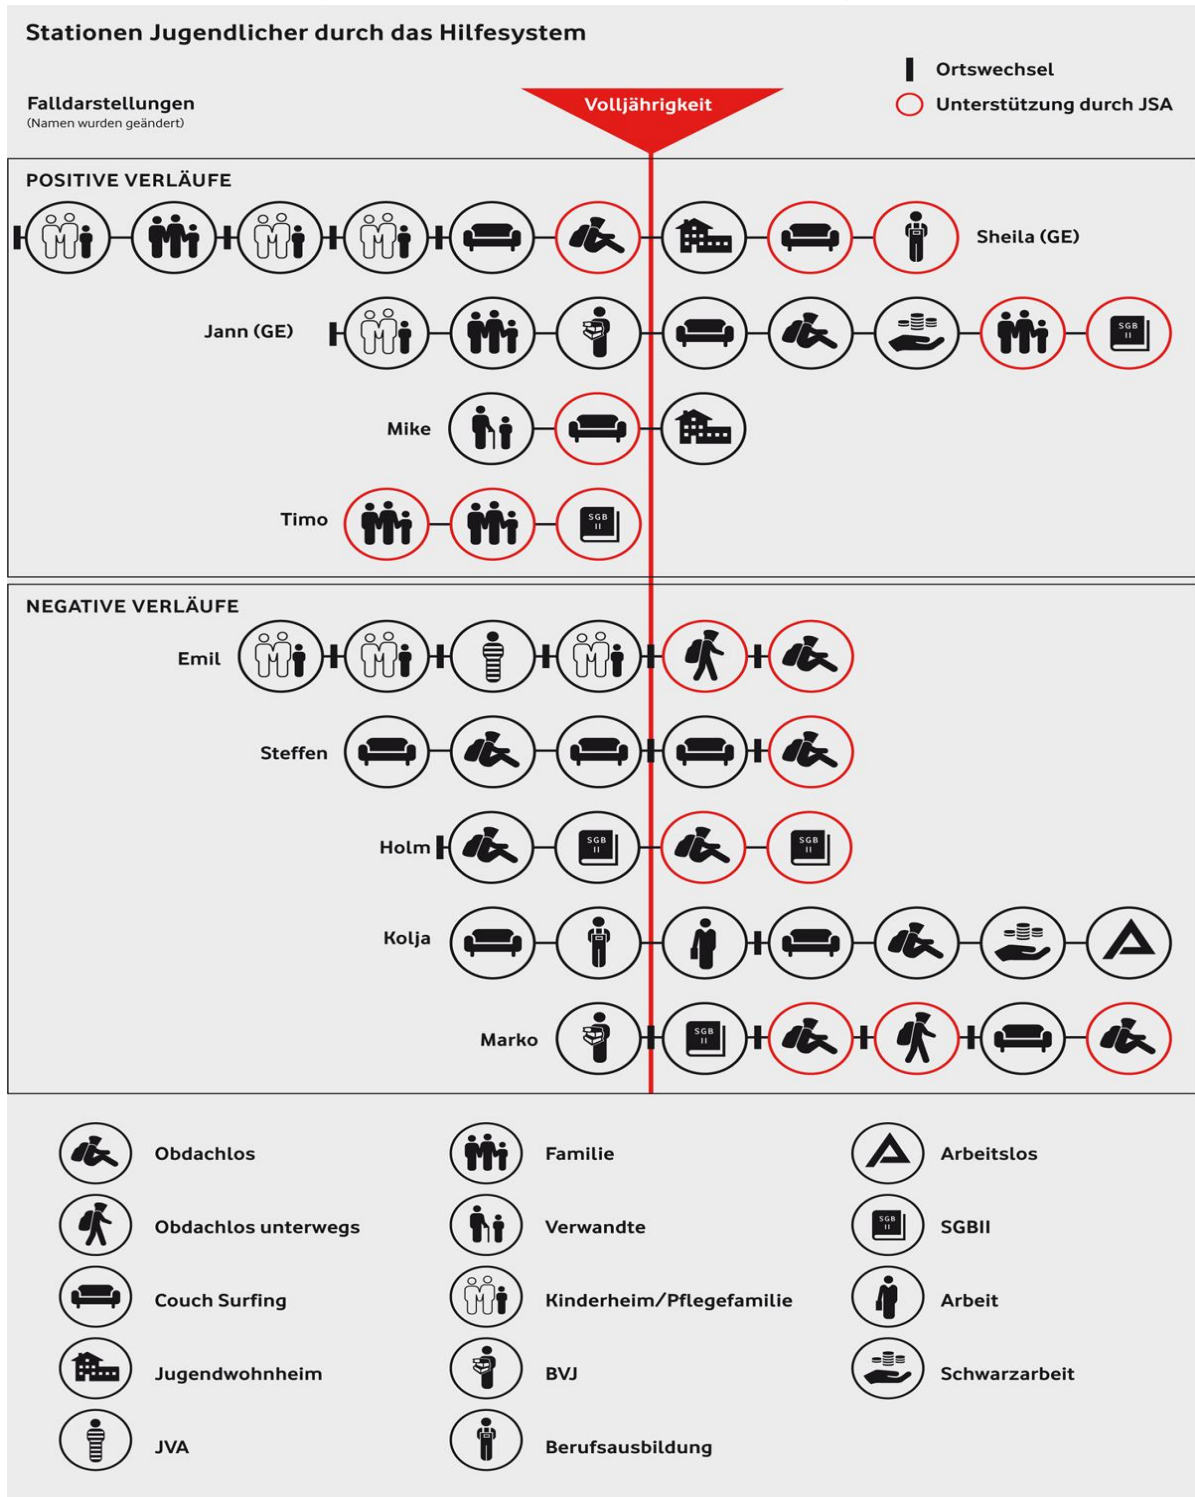 Stationen Jugendlicher durch das Hilfesystem
Ortswechsel
Falldarstellungen
(Namen wurden geändert)
Volljährigkeit
Unterstützung durch JSA
POSITIVE VERLÄUFE
Sheila (GE)
Jann (GE)
SGB
II
Mike
Timo
SGB
II
NEGATIVE VERLÄUFE
Emil
Steffen
Holm
SGB
II
SGB
II
Kolja
Marko
SGB
II
Obdachlos
Familie
Arbeitslos
Obdachlos unterwegs
Verwandte
SGB
II
SGBII
Couch Surfing
Kinderheim/Pflegefamilie
Arbeit
Jugendwohnheim
BVJ
Schwarzarbeit
JVA
Berufsausbildung